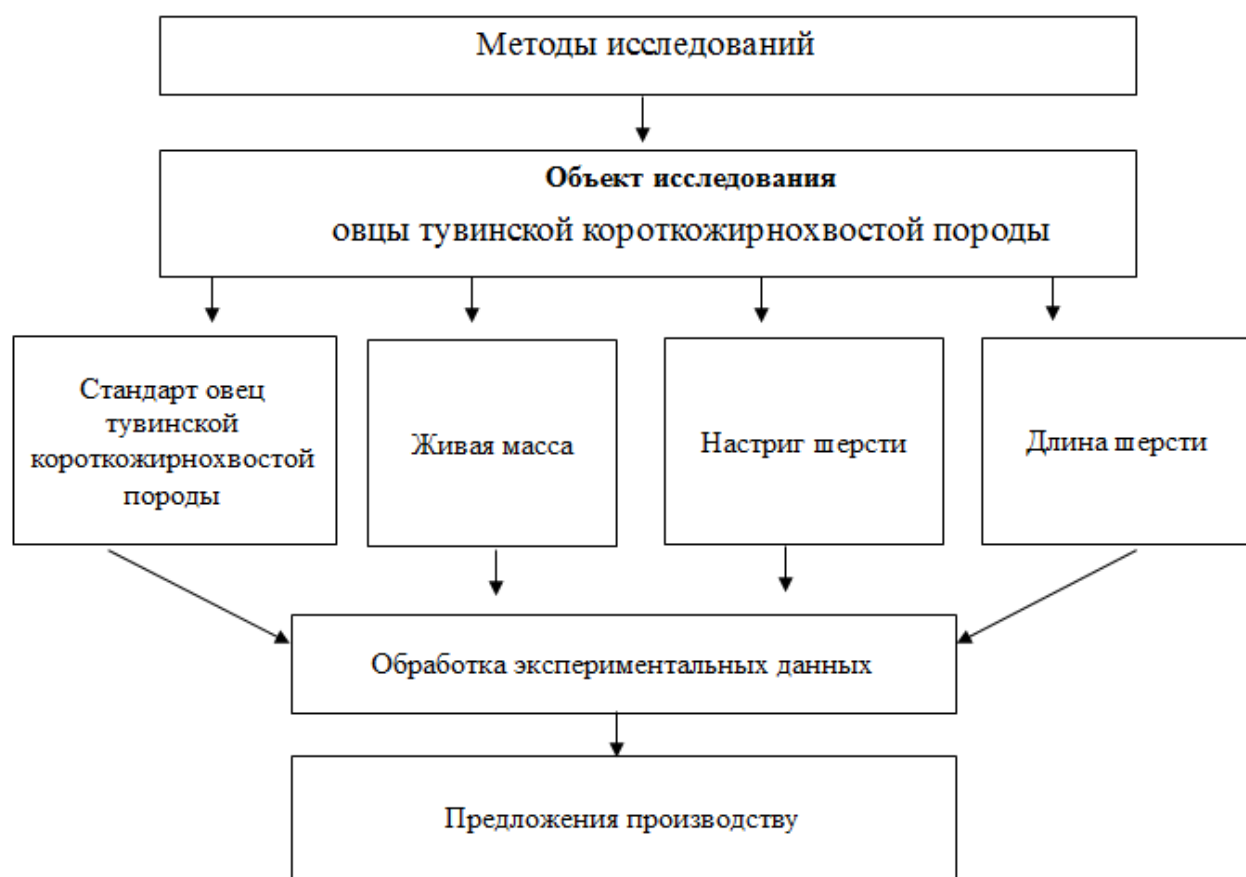 Методы исследований
Объект исследования
овцы тувинской короткожирнохвостой породы
Стандарт овец
тувинской
короткожирнохвостой
породы
Живая масса
Настриг шерсти
Длина шерсти
Обработка экспериментальных данных
Предложения производству